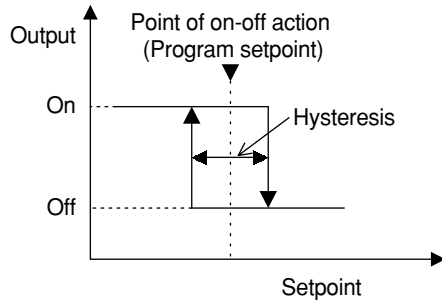 Output
Point of on-off action
(Program setpoint)
On
Hysteresis
Off
Setpoint